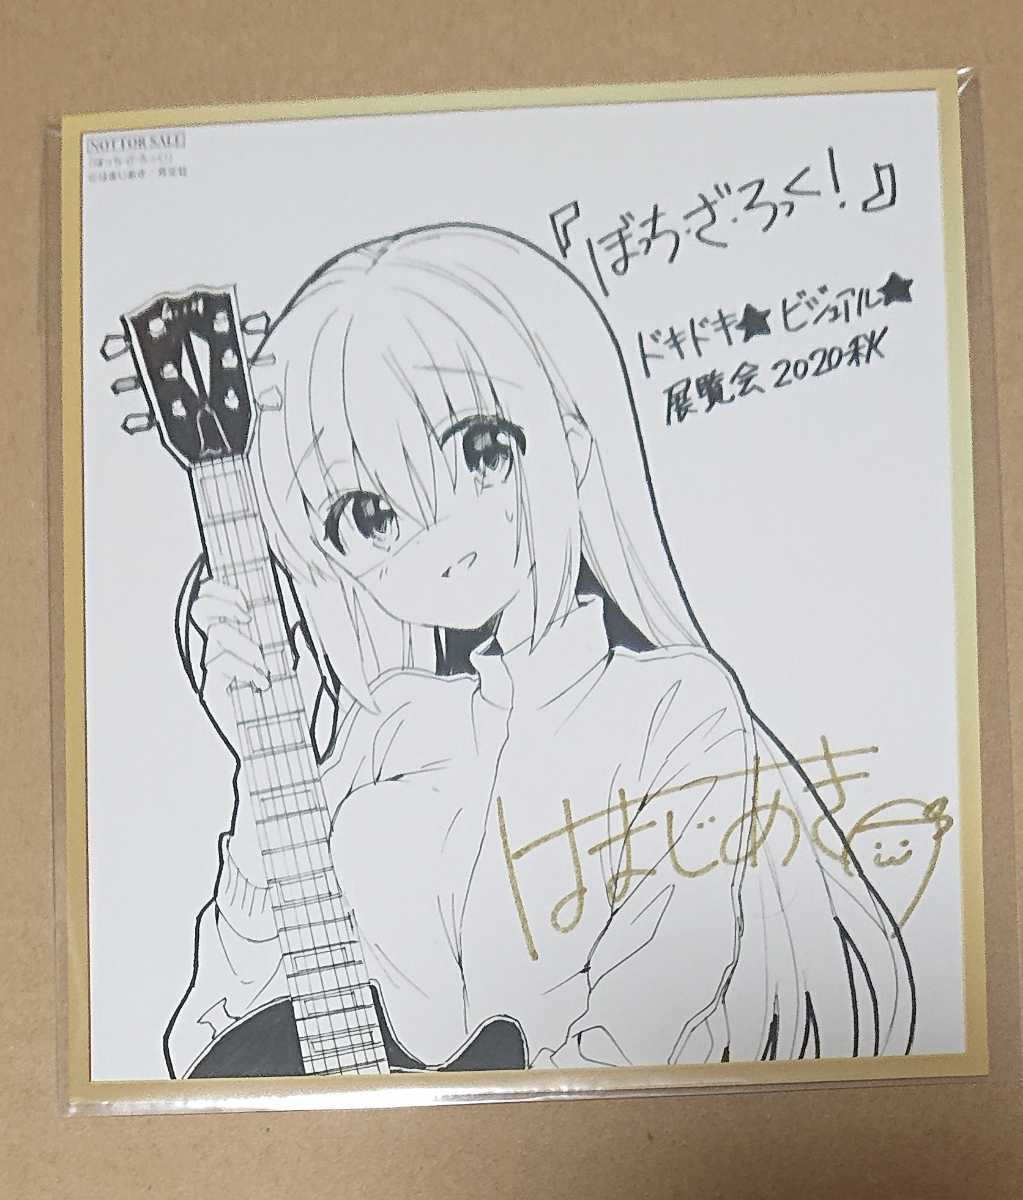 NOT FOR SALE
「ぼっち・ざ・ろっく!」
©はまじあき/芳文社
『ぼっち・ざ・ろっく!』
ドキドキ★ビジュアル★
展覧会2020秋
はまじあき